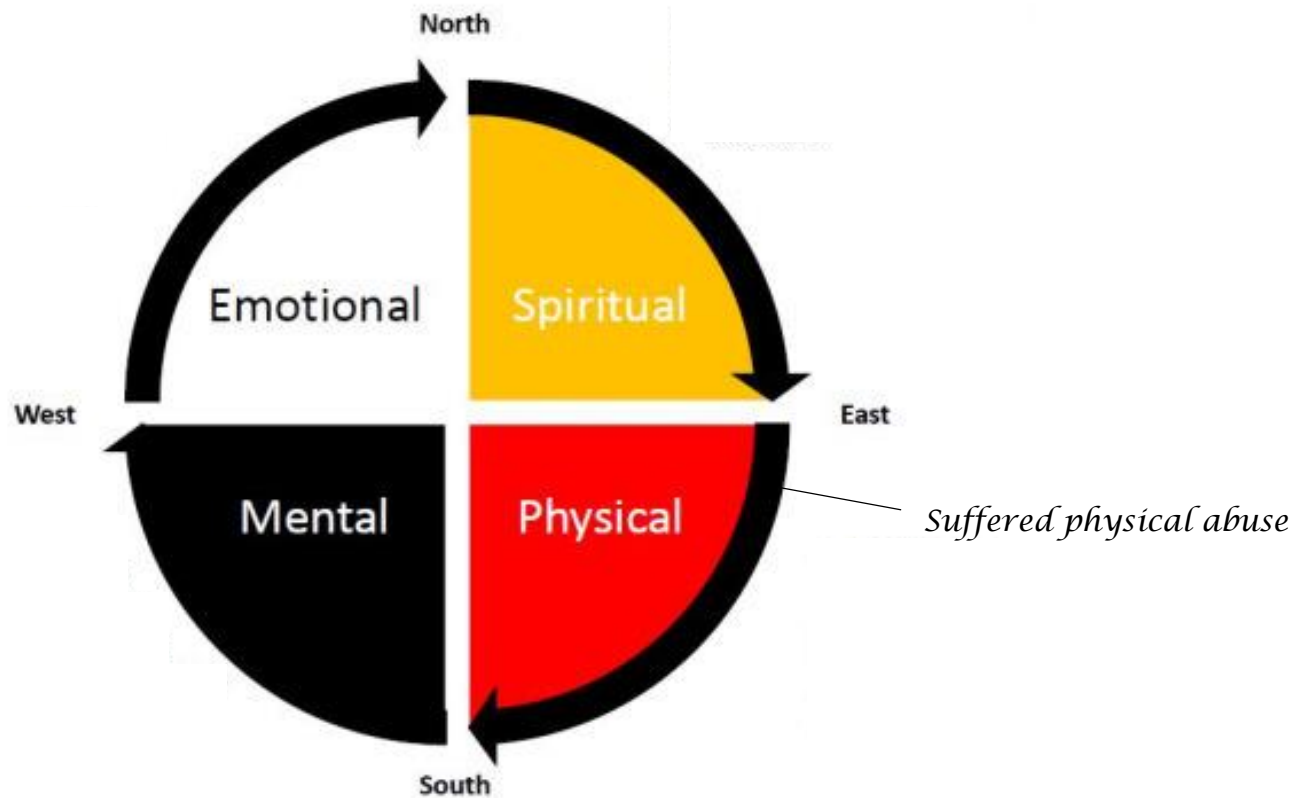 North
Emotional
Spiritual
West
East
Mental
Physical
Suffered physical abuse
South